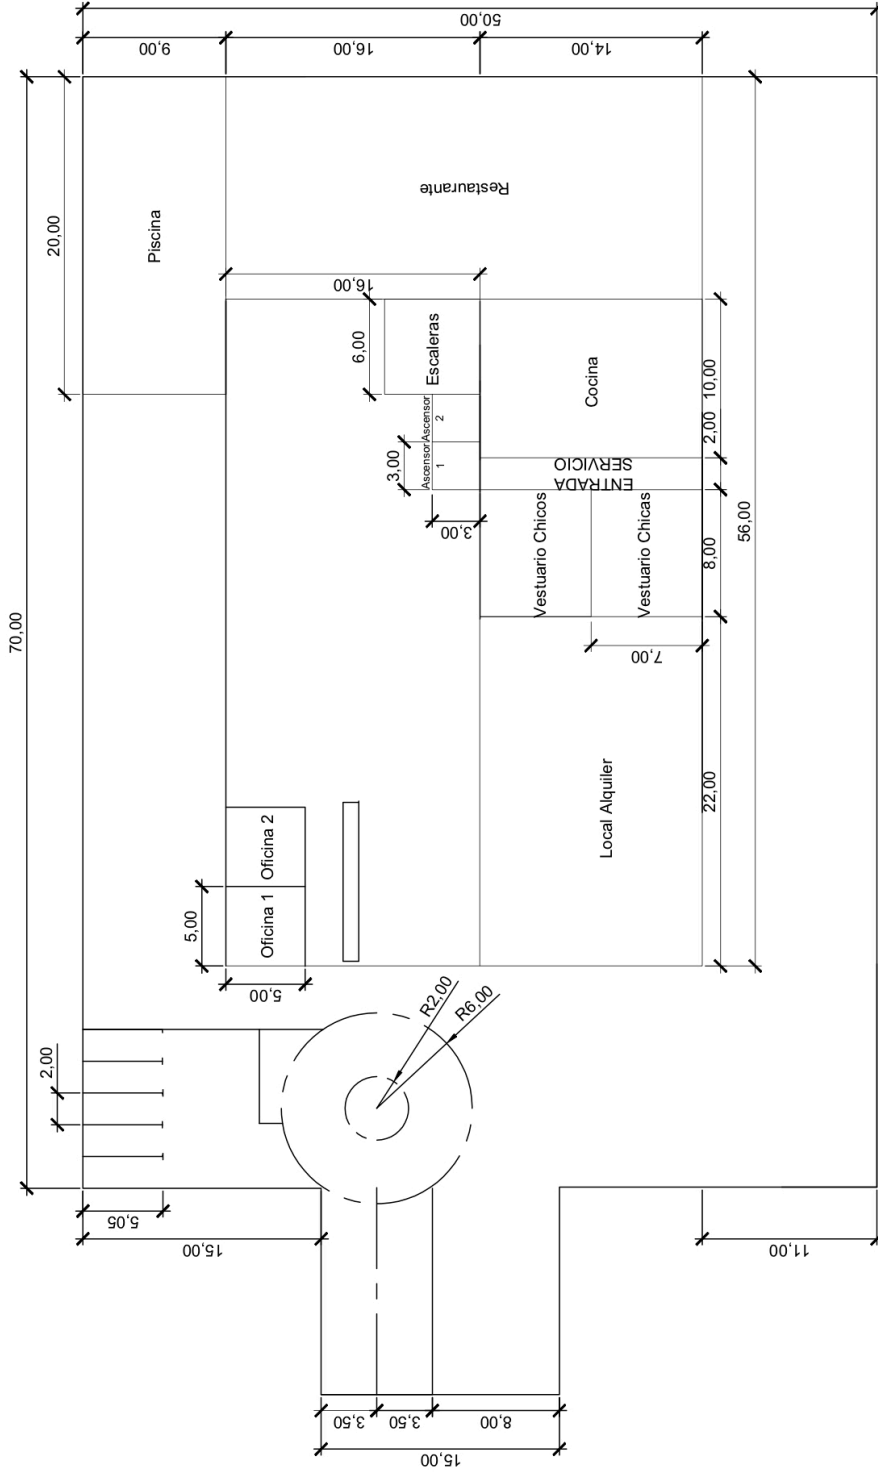 50,00
9,00
16,00
14,00
70,00
20,00
Piscina
Restaurante
16,00
6,00
Escaleras
Ascensor
2
Ascensor
1
3,00
3,00
Cocina
10,00
2,00
ENTRADA
SERVICIO
Vestuario Chicos
Vestuario Chicas
8,00
56,00
7,00
Local Alquiler
22,00
Oficina 1
Oficina 2
5,00
5,00
R2,00
R6,00
2,00
5,05
15,00
11,00
3,50
3,50
8,00
15,00